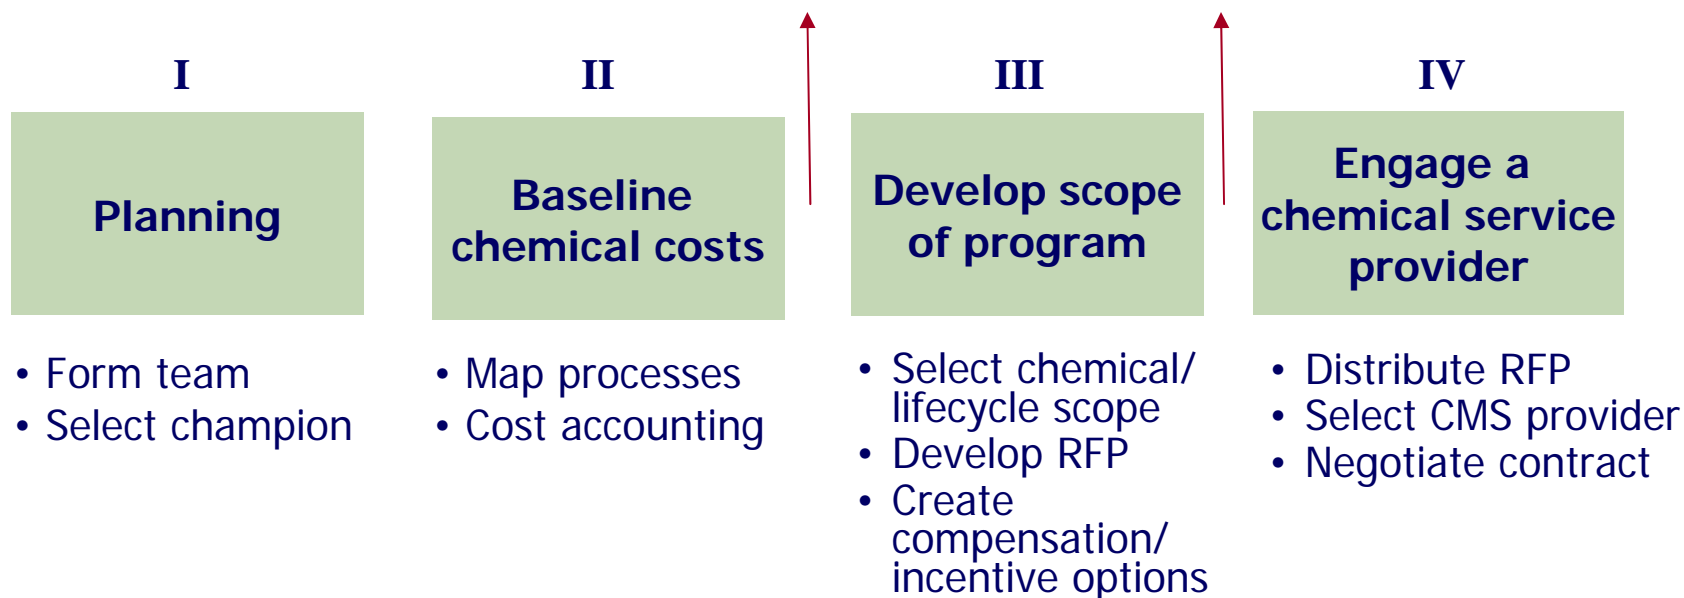 I
Planning
• Form team
• Select champion
II
Baseline
chemical costs
• Map processes
• Cost accounting
III
Develop scope
of program
• Select chemical/
lifecycle scope
• Develop RFP
• Create
compensation/
incentive options
IV
Engage a
chemical service
provider
• Distribute RFP
• Select CMS provider
• Negotiate contract